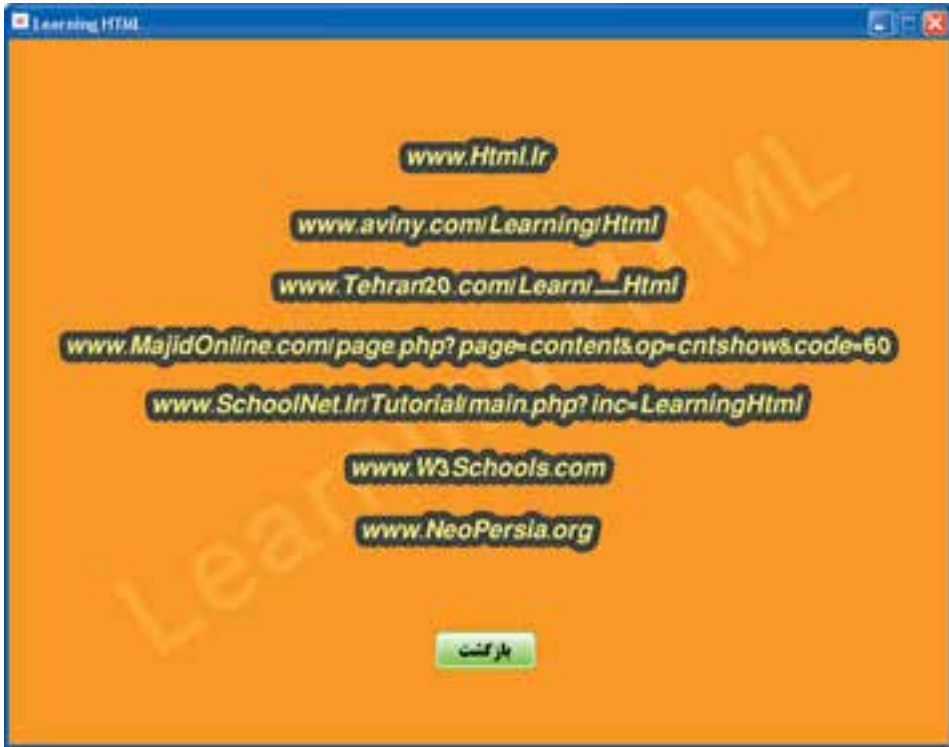 Learning HTML
www.Html.Ir
www.aviny.com/Learning/Html
www.Tehran20.com/Learn/__Html
www.MajidOnline.com/page.php?page=content&op=cntshow&code=60
www.SchoolNet.Ir/Tutorial/main.php?inc=LearningHtml
www.W3Schools.com
www.NeoPersia.org
Learning HTML
بازگشت